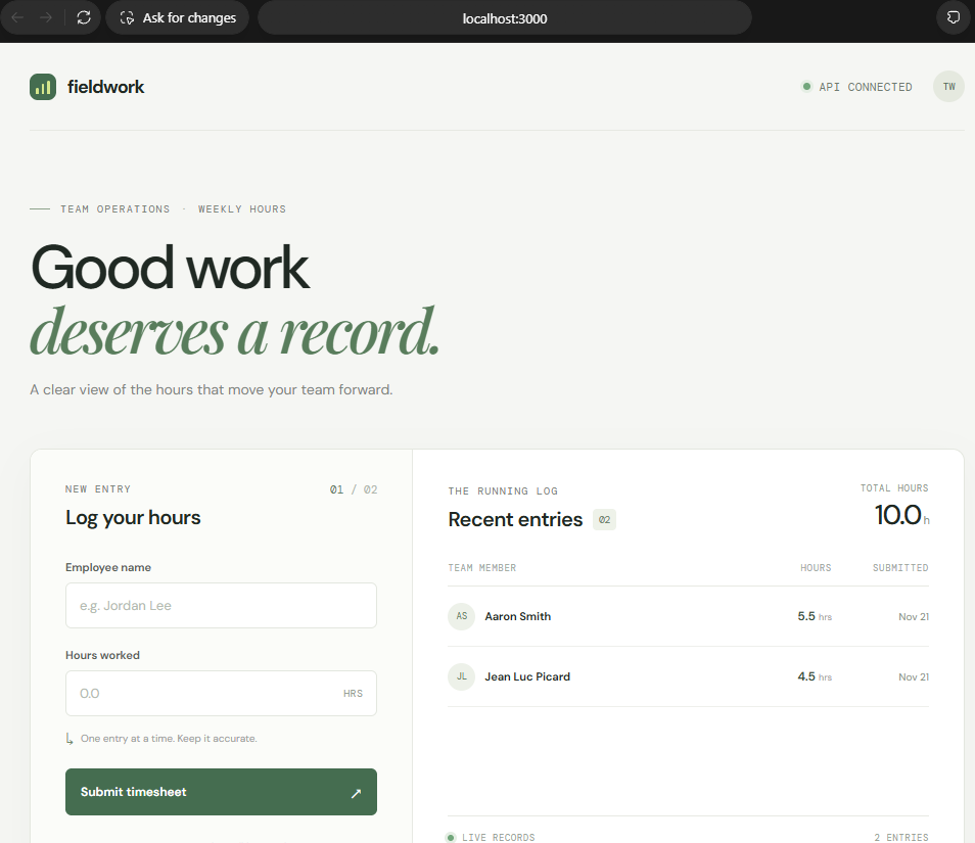 Ask for changes
localhost:3000
fieldwork
API CONNECTED
TW
TEAM OPERATIONS · WEEKLY HOURS
Good work
deserves a record.
A clear view of the hours that move your team forward.
NEW ENTRY
01 / 02
Log your hours
Employee name
e.g. Jordan Lee
Hours worked
0.0
HRS
↳ One entry at a time. Keep it accurate.
Submit timesheet ↗
THE RUNNING LOG
Recent entries 02
TOTAL HOURS
10.0 h
TEAM MEMBER HOURS SUBMITTED
AS Aaron Smith 5.5 hrs Nov 21
JL Jean Luc Picard 4.5 hrs Nov 21
LIVE RECORDS 2 ENTRIES